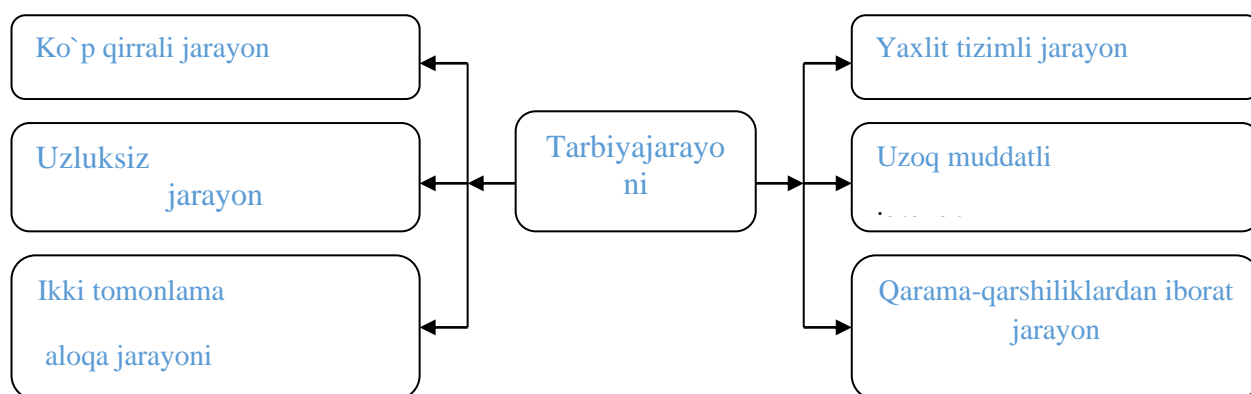 Ko`p qirrali jarayon
Uzluksiz
jarayon
Ikki tomonlama
aloqa jarayoni
Tarbiyajarayo
ni
Yaxlit tizimli jarayon
Uzoq muddatli
Qarama-qarshiliklardan iborat
jarayon